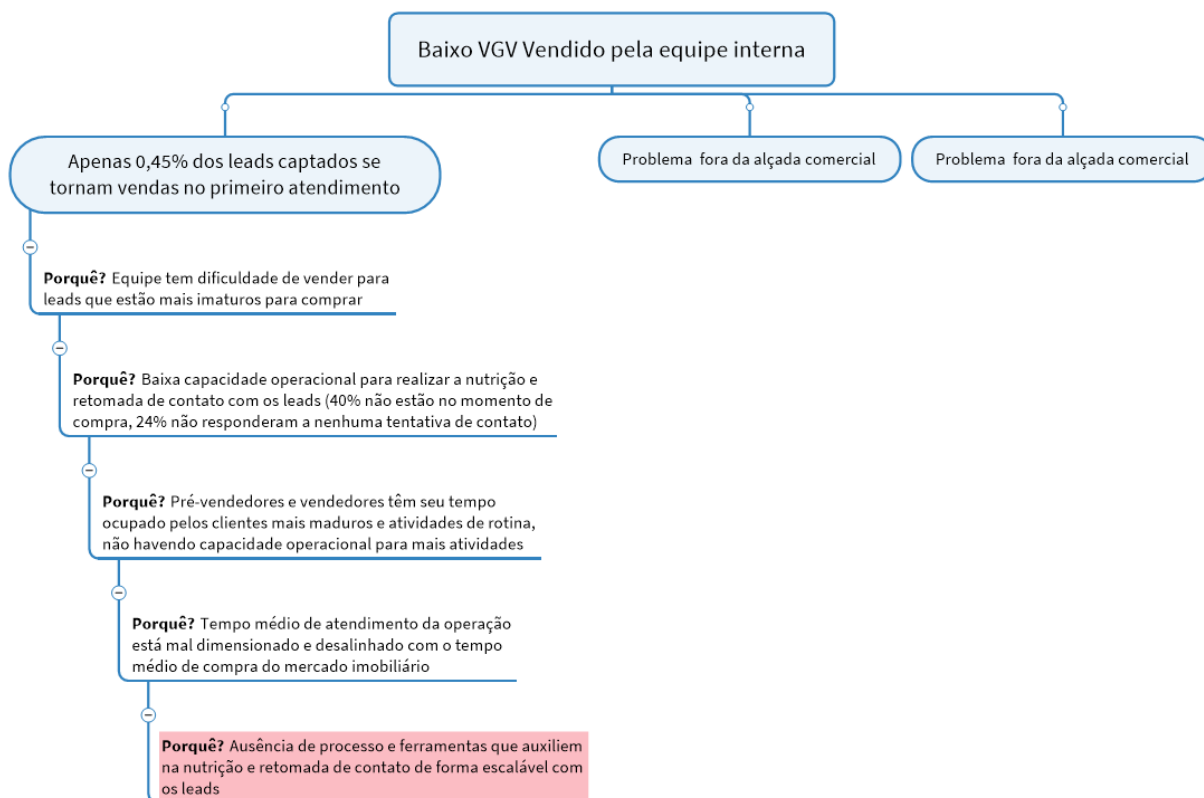 Baixo VGV Vendido pela equipe interna
Apenas 0,45% dos leads captados se
tornam vendas no primeiro atendimento
Problema fora da alçada comercial
Problema fora da alçada comercial
Porquê? Equipe tem dificuldade de vender para
leads que estão mais imaturos para comprar
Porquê? Baixa capacidade operacional para realizar a nutrição e
retomada de contato com os leads (40% não estão no momento de
compra, 24% não responderam a nenhuma tentativa de contato)
Porquê? Pré-vendedores e vendedores têm seu tempo
ocupado pelos clientes mais maduros e atividades de rotina,
não havendo capacidade operacional para mais atividades
Porquê? Tempo médio de atendimento da operação
está mal dimensionado e desalinhado com o tempo
médio de compra do mercado imobiliário
Porquê? Ausência de processo e ferramentas que auxiliem
na nutrição e retomada de contato de forma escalável com
os leads